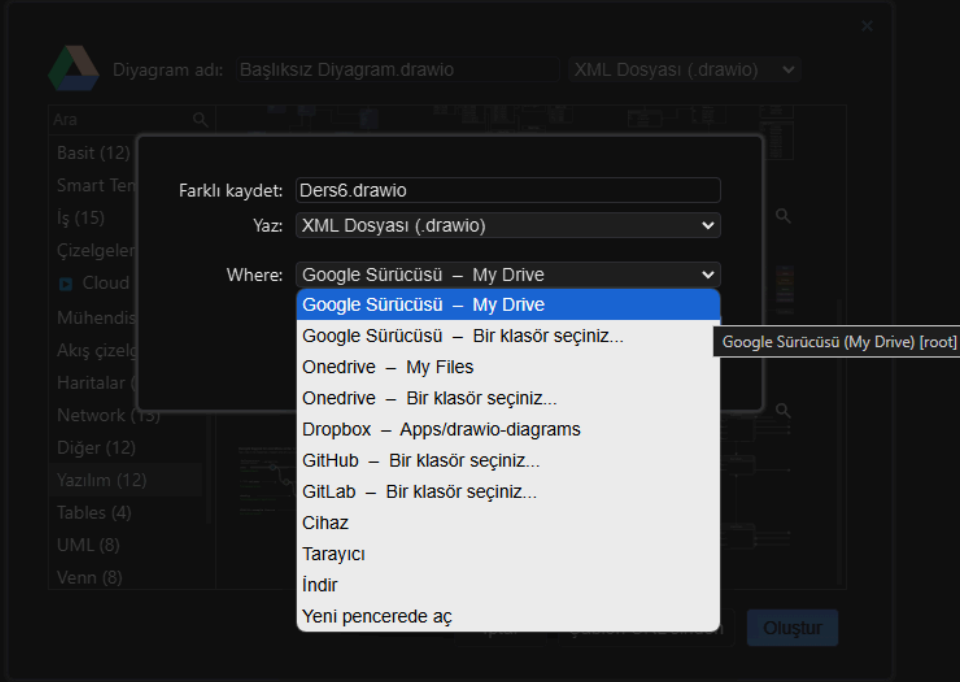 Diyagram adı: Başlıksız Diyagram.drawio XML Dosyası (.drawio)
Ara
Basit (12)
Smart Tem
İş (15)
Çizelgeler
Cloud
Mühendis
Akış çizelg
Haritalar (
Network (15)
Diğer (12)
Yazılım (12)
Tables (4)
UML (8)
Venn (8)
Farklı kaydet: Ders6.drawio
Yaz: XML Dosyası (.drawio)
Where: Google Sürücüsü – My Drive
Google Sürücüsü – My Drive
Google Sürücüsü – Bir klasör seçiniz...
Onedrive – My Files
Onedrive – Bir klasör seçiniz...
Dropbox – Apps/drawio-diagrams
GitHub – Bir klasör seçiniz...
GitLab – Bir klasör seçiniz...
Cihaz
Tarayıcı
İndir
Yeni pencerede aç
Google Sürücüsü (My Drive) [root]
Oluştur